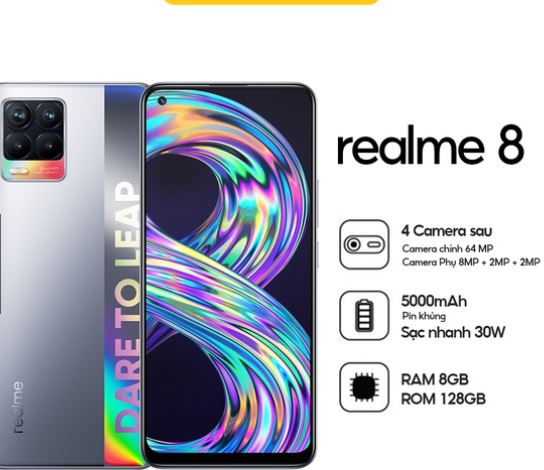 realme 8
4 Camera sau
Camera chính 64 MP
Camera Phụ 8MP + 2MP + 2MP
5000mAh
Pin khủng
Sạc nhanh 30W
RAM 8GB
ROM 128GB
DARE TO LEAP
realme